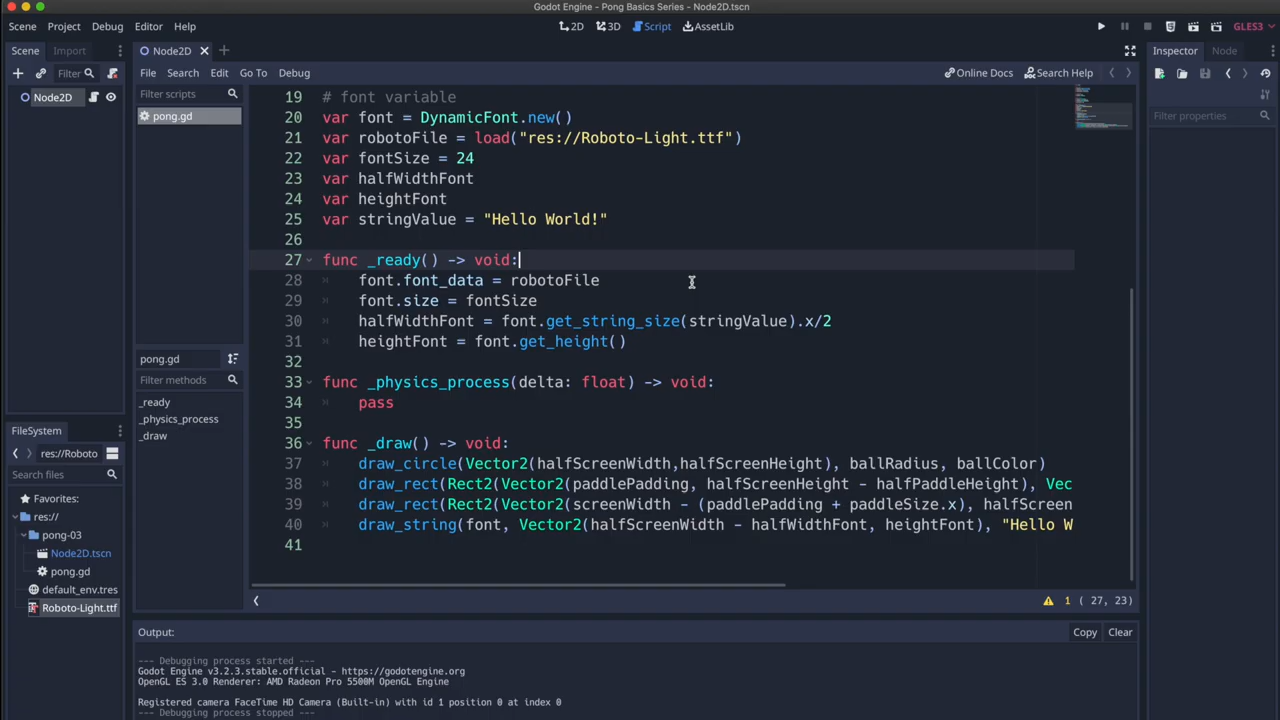 Godot Engine - Pong Basics Series - Node2D.tscn
Scene Project Debug Editor Help
2D 3D Script AssetLib
GLES3
Scene Import
Node2D
Inspector Node
Filter
File Search Edit Go To Debug
Online Docs Search Help
Node2D
Filter scripts
pong.gd
Filter properties
19 # font variable
20 var font = DynamicFont.new()
21 var robotoFile = load("res://Roboto-Light.ttf")
22 var fontSize = 24
23 var halfWidthFont
24 var heightFont
25 var stringValue = "Hello World!"
26
27 func _ready() -> void:
28 font.font_data = robotoFile
29 font.size = fontSize
30 halfWidthFont = font.get_string_size(stringValue).x/2
31 heightFont = font.get_height()
32
33 func _physics_process(delta: float) -> void:
34 pass
35
36 func _draw() -> void:
37 draw_circle(Vector2(halfScreenWidth,halfScreenHeight), ballRadius, ballColor)
38 draw_rect(Rect2(Vector2(paddlePadding, halfScreenHeight - halfPaddleHeight), Vec
39 draw_rect(Rect2(Vector2(screenWidth - (paddlePadding + paddleSize.x), halfScreen
40 draw_string(font, Vector2(halfScreenWidth - halfWidthFont, heightFont), "Hello W
41
pong.gd
Filter methods
_ready
_physics_process
_draw
1 ( 27, 23)
FileSystem
res://Roboto
Search files
Favorites:
res://
pong-03
Node2D.tscn
pong.gd
default_env.tres
Roboto-Light.ttf
Output:
Copy Clear
--- Debugging process started ---
Godot Engine v3.2.3.stable.official - https://godotengine.org
OpenGL ES 3.0 Renderer: AMD Radeon Pro 5500M OpenGL Engine
Registered camera FaceTime HD Camera (Built-in) with id 1 position 0 at index 0
--- Debugging process stopped ---